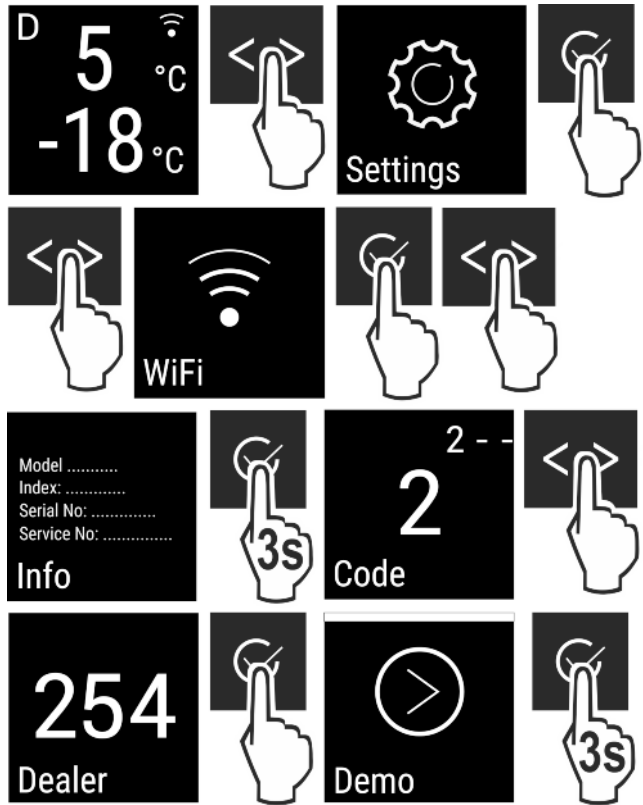 D
5 °C
-18 °C
< >
Settings
< >
WiFi
< >
Model ...........
Index: .............
Serial No: ..............
Service No: ...............
Info
3s
2 - -
2
Code
< >
254
Dealer
>
Demo
3s